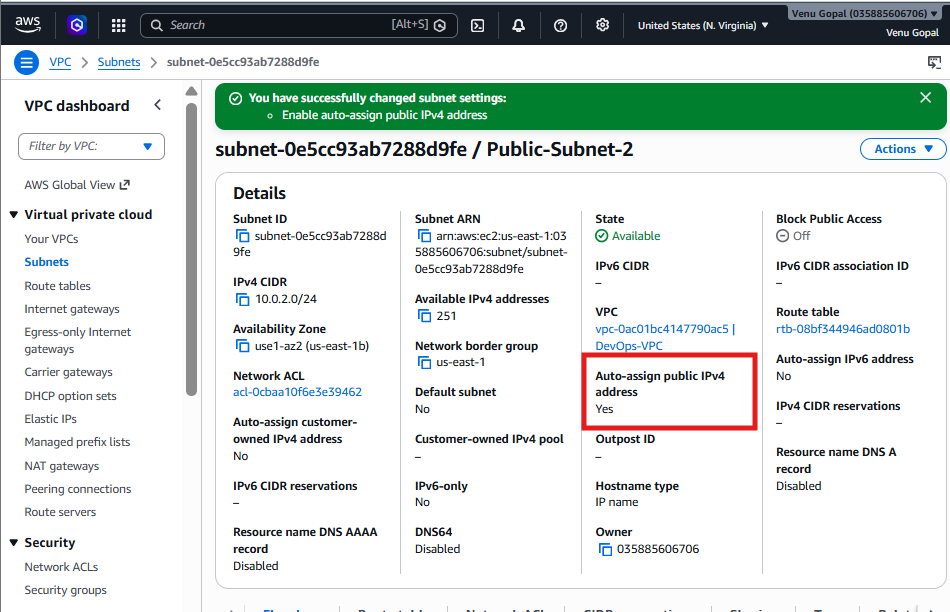 aws
Search
[Alt+S]
United States (N. Virginia)
Venu Gopal (035885606706)
Venu Gopal
VPC
Subnets
subnet-0e5cc93ab7288d9fe
VPC dashboard
Filter by VPC:
AWS Global View
Virtual private cloud
Your VPCs
Subnets
Route tables
Internet gateways
Egress-only Internet
gateways
Carrier gateways
DHCP option sets
Elastic IPs
Managed prefix lists
NAT gateways
Peering connections
Route servers
Security
Network ACLs
Security groups
You have successfully changed subnet settings:
Enable auto-assign public IPv4 address
subnet-0e5cc93ab7288d9fe / Public-Subnet-2
Actions
Details
Subnet ID
subnet-0e5cc93ab7288d
9fe
IPv4 CIDR
10.0.2.0/24
Availability Zone
use1-az2 (us-east-1b)
Network ACL
acl-0cbaa10f6e3e39462
Auto-assign customer-
owned IPv4 address
No
IPv6 CIDR reservations
–
Resource name DNS AAAA
record
Disabled
Subnet ARN
arn:aws:ec2:us-east-1:03
5885606706:subnet/subnet-
0e5cc93ab7288d9fe
Available IPv4 addresses
251
Network border group
us-east-1
Default subnet
No
Customer-owned IPv4 pool
–
IPv6-only
No
DNS64
Disabled
State
Available
IPv6 CIDR
–
VPC
vpc-0ac01bc4147790ac5 |
DevOps-VPC
Auto-assign public IPv4
address
Yes
Outpost ID
–
Hostname type
IP name
Owner
035885606706
Block Public Access
Off
IPv6 CIDR association ID
–
Route table
rtb-08bf344946ad0801b
Auto-assign IPv6 address
No
IPv4 CIDR reservations
–
Resource name DNS A
record
Disabled